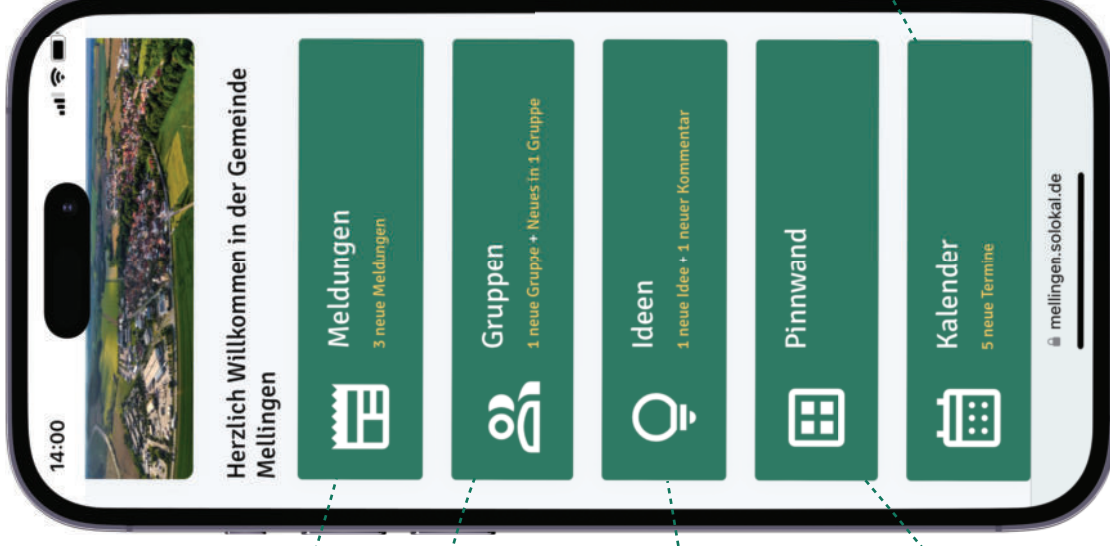 14:00
Herzlich Willkommen in der Gemeinde
Mellingen
Meldungen
3 neue Meldungen
Gruppen
1 neue Gruppe + Neues in 1 Gruppe
Ideen
1 neue Idee + 1 neuer Kommentar
Pinnwand
Kalender
5 neue Termine
mellingen.solokal.de